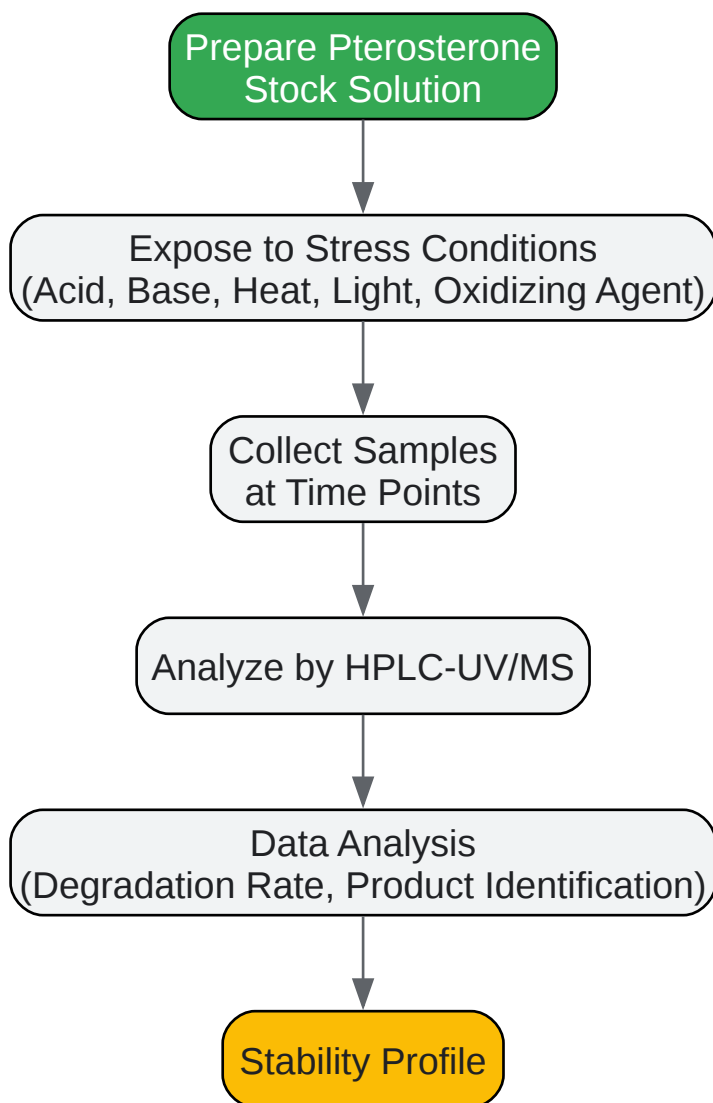 Prepare Pterosterone
Stock Solution
Expose to Stress Conditions
(Acid, Base, Heat, Light, Oxidizing Agent)
Collect Samples
at Time Points
Analyze by HPLC-UV/MS
Data Analysis
(Degradation Rate, Product Identification)
Stability Profile